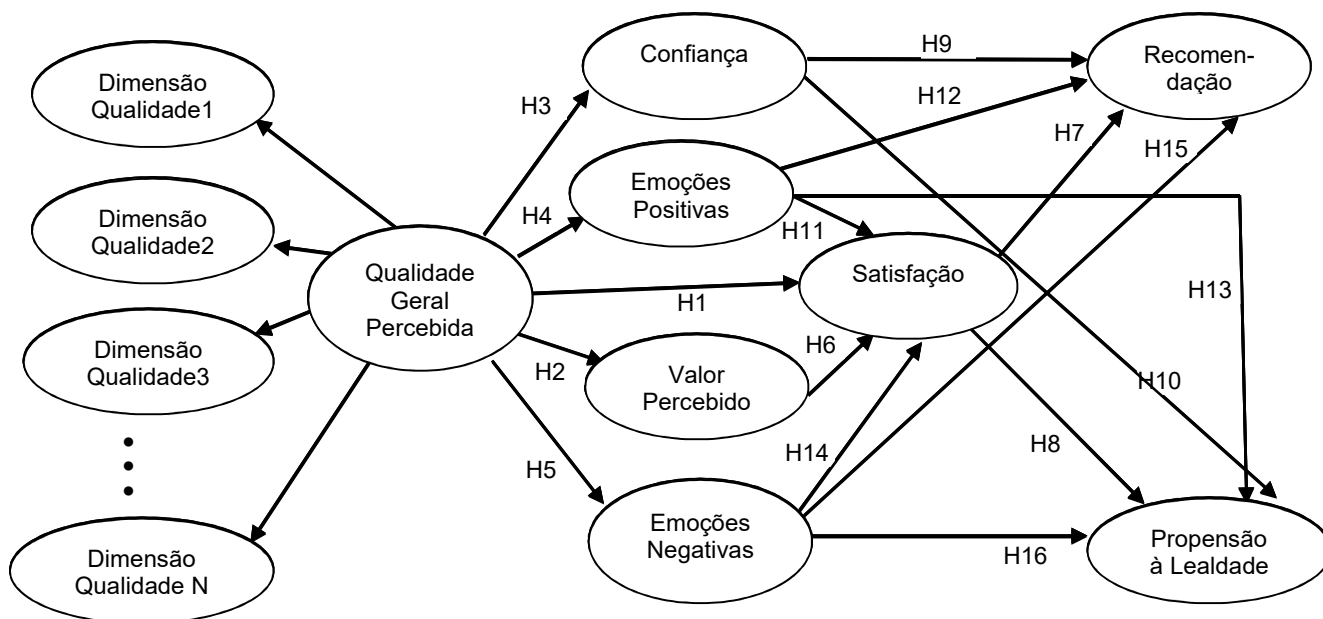 Dimensão
Qualidade1
Dimensão
Qualidade2
Dimensão
Qualidade3
Dimensão
Qualidade N
Qualidade
Geral
Percebida
H3
H4
H1
H2
H5
Confiança
Emoções
Positivas
Valor
Percebido
Emoções
Negativas
H11
H6
H14
Satisfação
H9
H12
H7
H15
H13
H10
H8
H16
Recomen-
dação
Propensão
à Lealdade